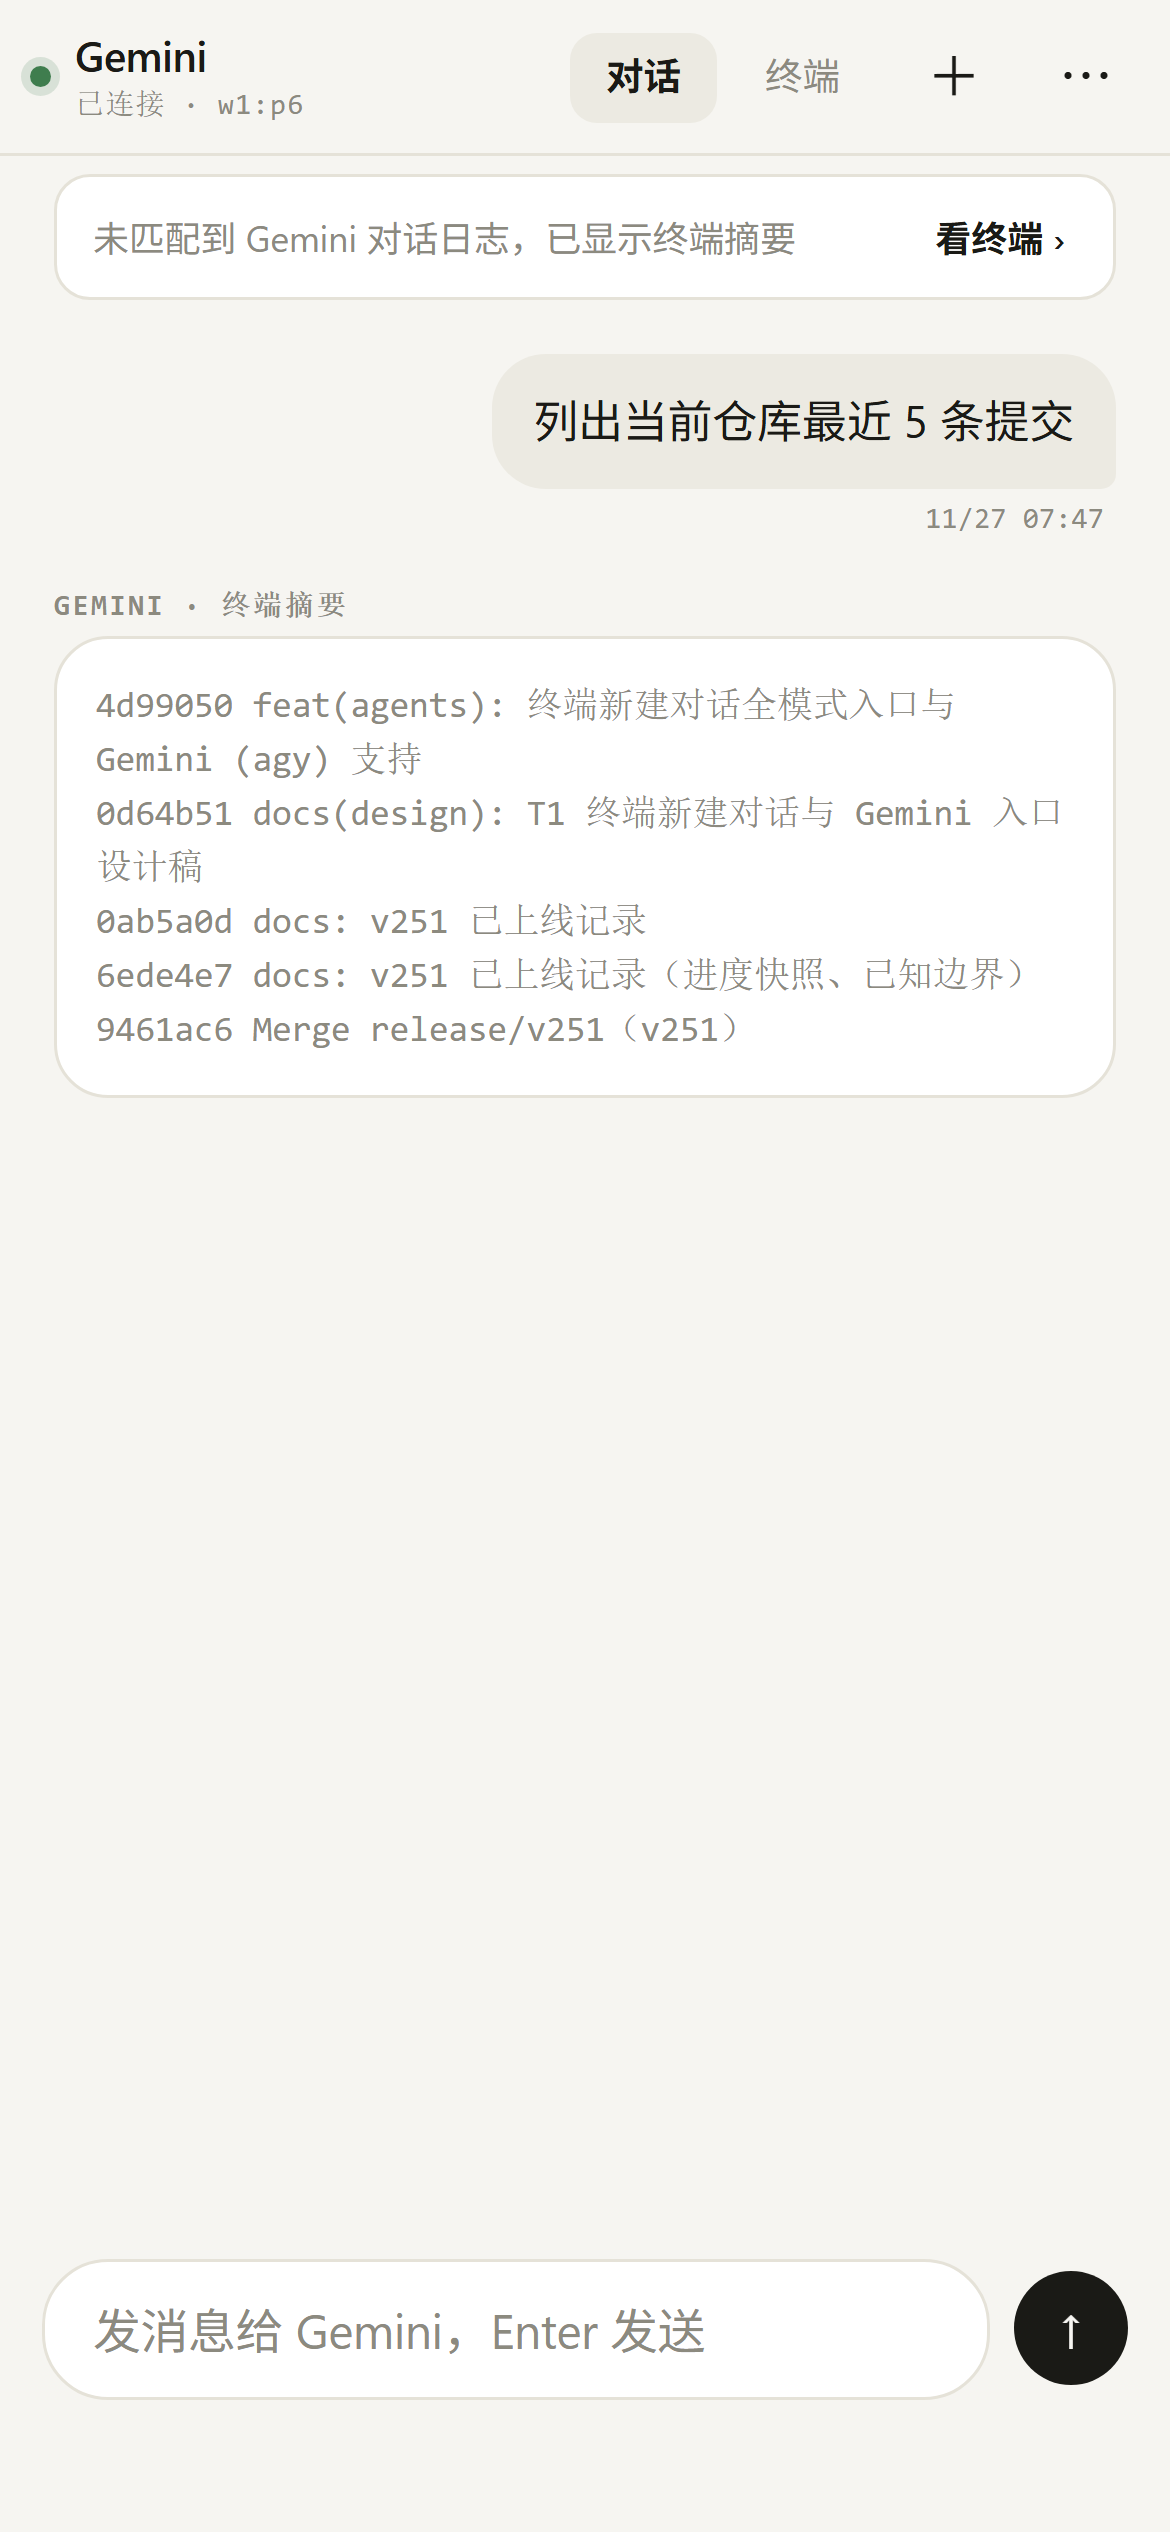 Gemini
已连接 · w1:p6
对话
终端
未匹配到 Gemini 对话日志，已显示终端摘要
看终端 ›
列出当前仓库最近 5 条提交
11/27 07:47
GEMINI · 终端摘要
4d99050 feat(agents): 终端新建对话全模式入口与
Gemini (agy) 支持
0d64b51 docs(design): T1 终端新建对话与 Gemini 入口
设计稿
0ab5a0d docs: v251 已上线记录
6ede4e7 docs: v251 已上线记录（进度快照、已知边界）
9461ac6 Merge release/v251（v251）
发消息给 Gemini，Enter 发送